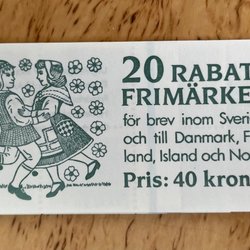 20 RABAT
FRIMÄRKE
för brev inom Sveri
och till Danmark, F
land, Island och No
Pris: 40 kron